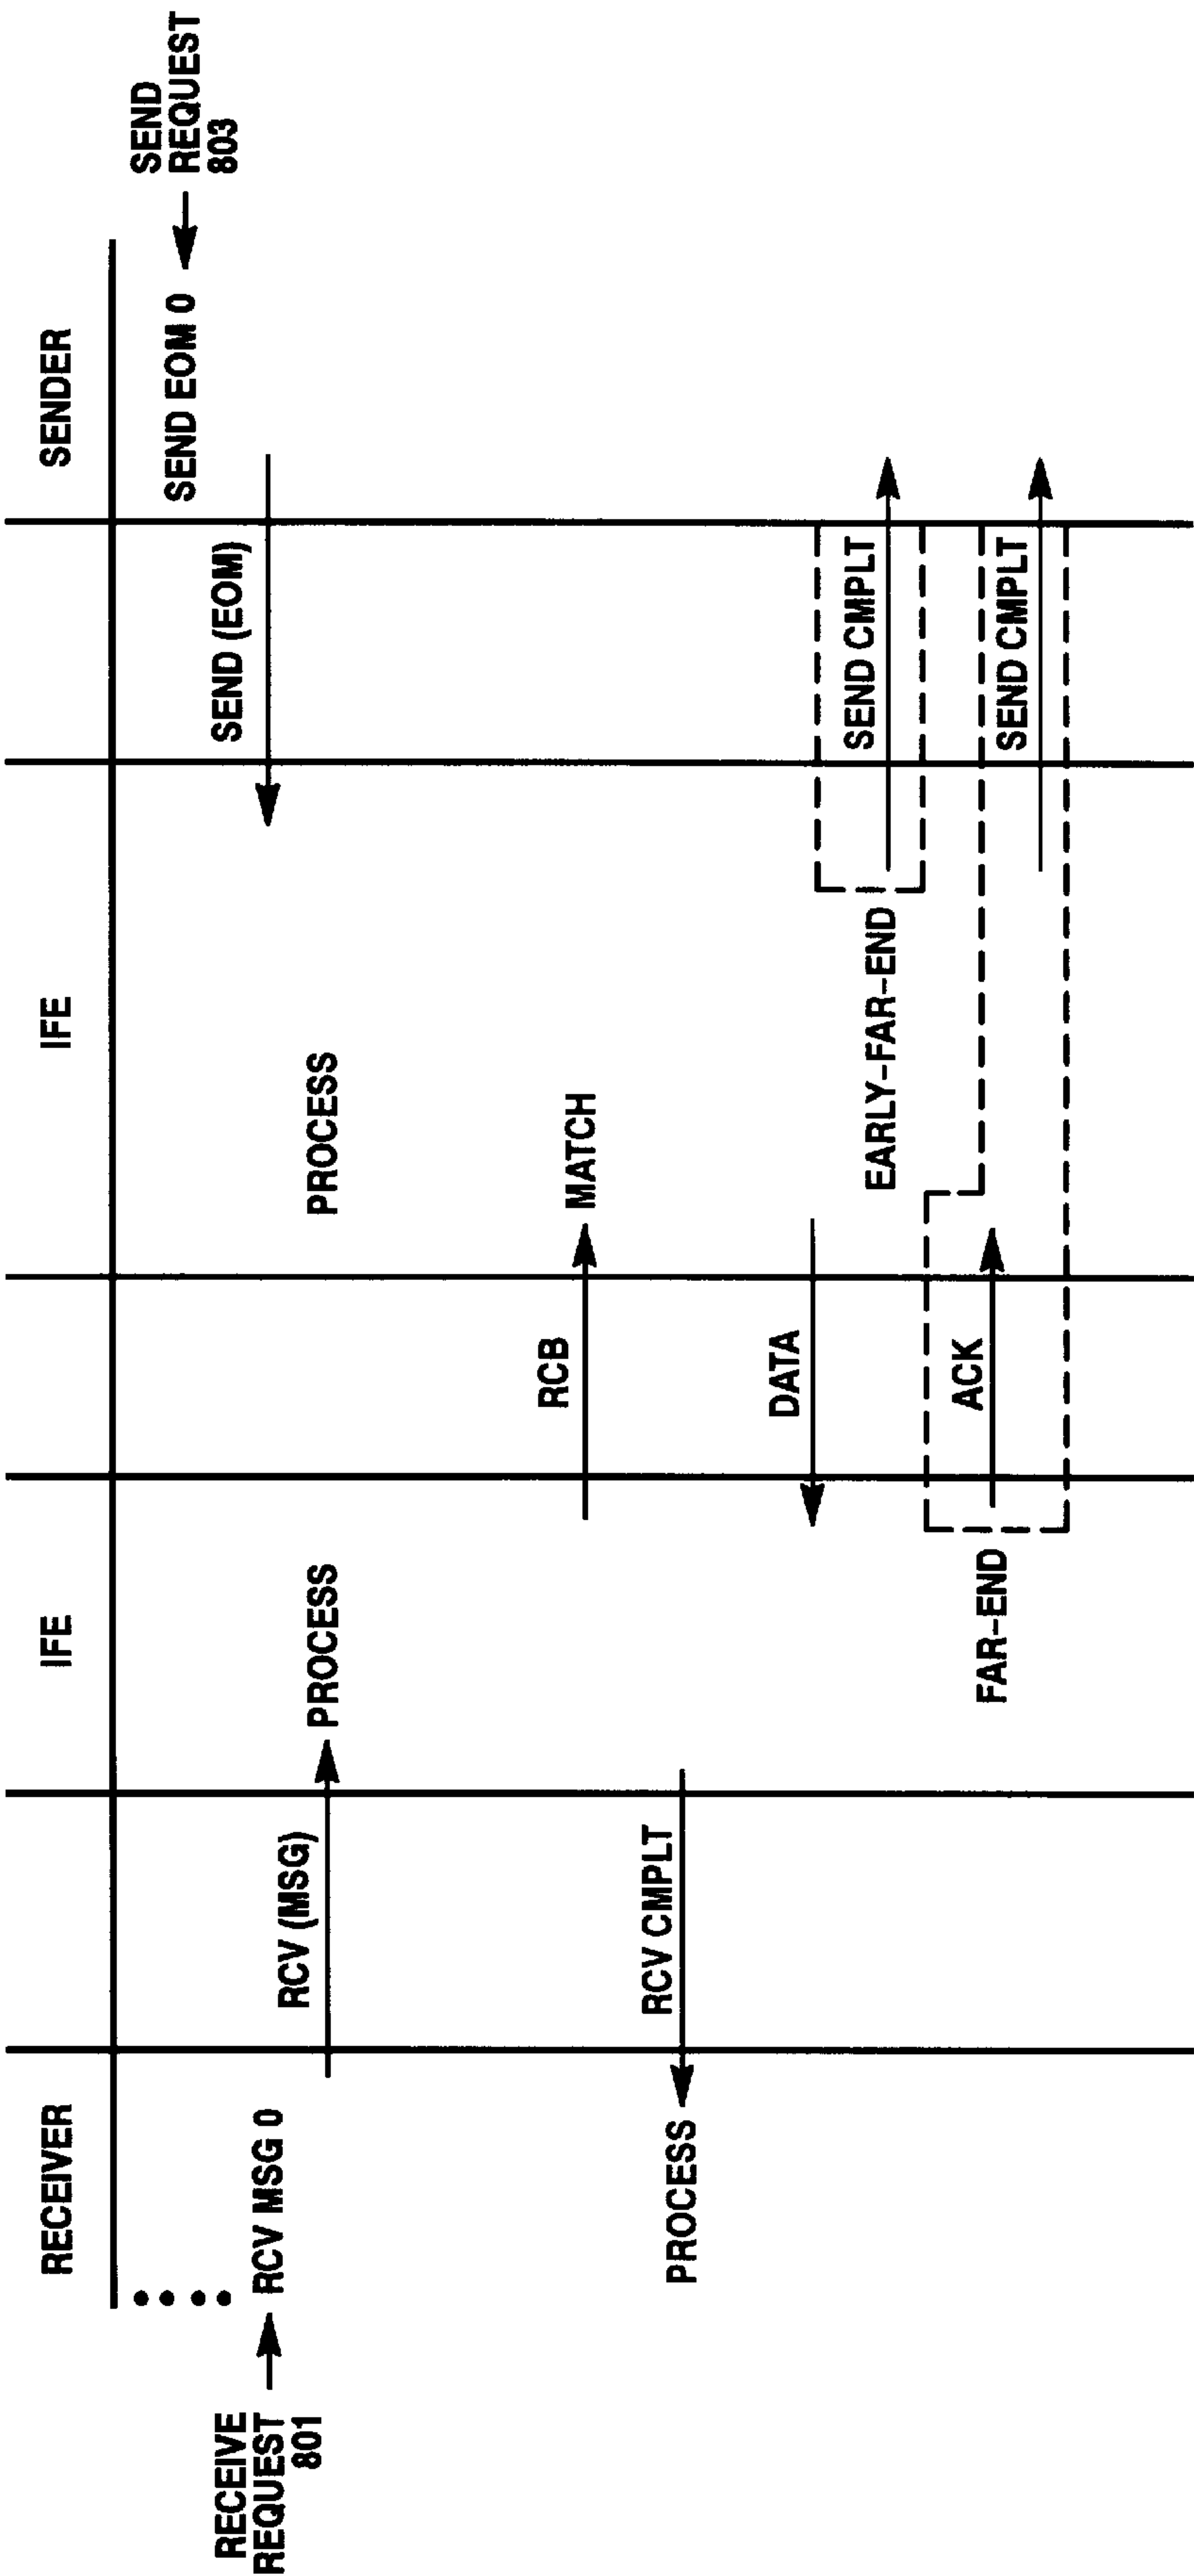 RECEIVER
IFE
IFE
SENDER
SEND
REQUEST
803
SEND EOM 0
RECEIVE
REQUEST
801
RCV MSG 0
SEND (EOM)
RCV (MSG)
PROCESS
PROCESS
RCB
MATCH
RCV CMPLT
PROCESS
DATA
SEND CMPLT
EARLY-FAR-END
ACK
FAR-END
SEND CMPLT